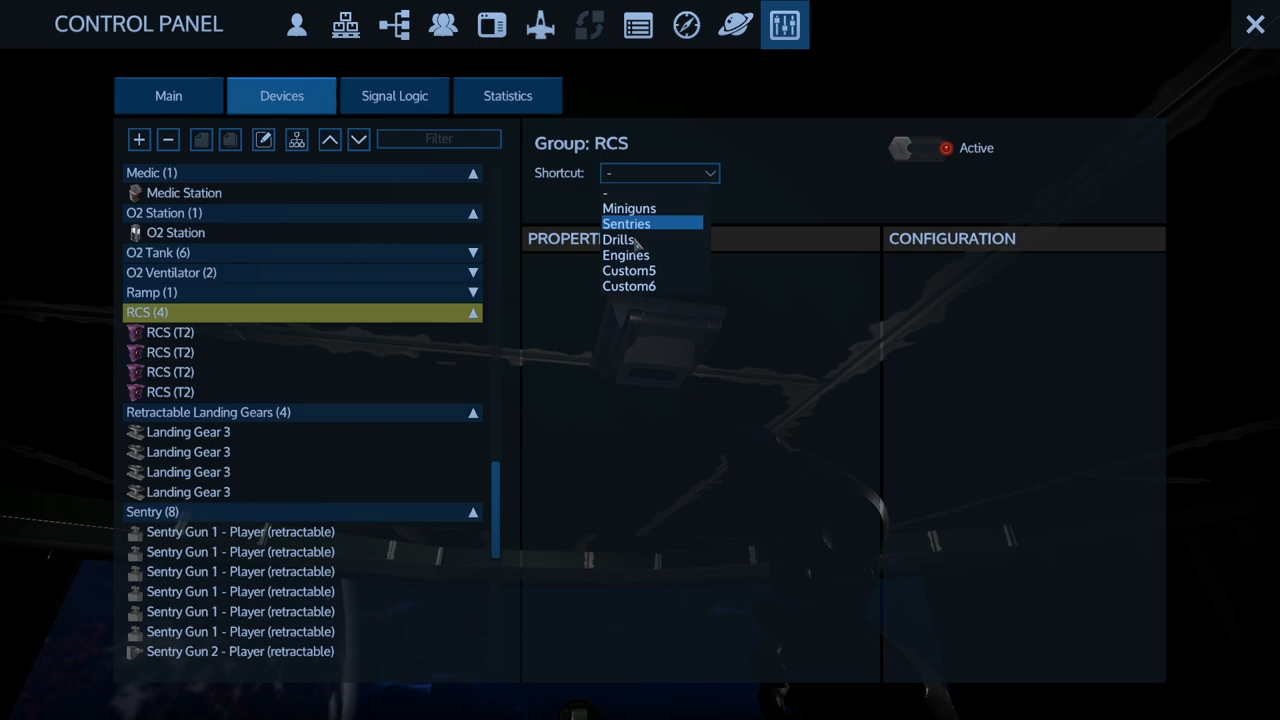 CONTROL PANEL
Main
Devices
Signal Logic
Statistics
Filter
Medic (1)
Medic Station
O2 Station (1)
O2 Station
O2 Tank (6)
O2 Ventilator (2)
Ramp (1)
RCS (4)
RCS (T2)
RCS (T2)
RCS (T2)
RCS (T2)
Retractable Landing Gears (4)
Landing Gear 3
Landing Gear 3
Landing Gear 3
Landing Gear 3
Sentry (8)
Sentry Gun 1 - Player (retractable)
Sentry Gun 1 - Player (retractable)
Sentry Gun 1 - Player (retractable)
Sentry Gun 1 - Player (retractable)
Sentry Gun 1 - Player (retractable)
Sentry Gun 1 - Player (retractable)
Sentry Gun 2 - Player (retractable)
Group: RCS
Active
Shortcut: -
-
Miniguns
Sentries
Drills
Engines
Custom5
Custom6
PROPERTI
CONFIGURATION